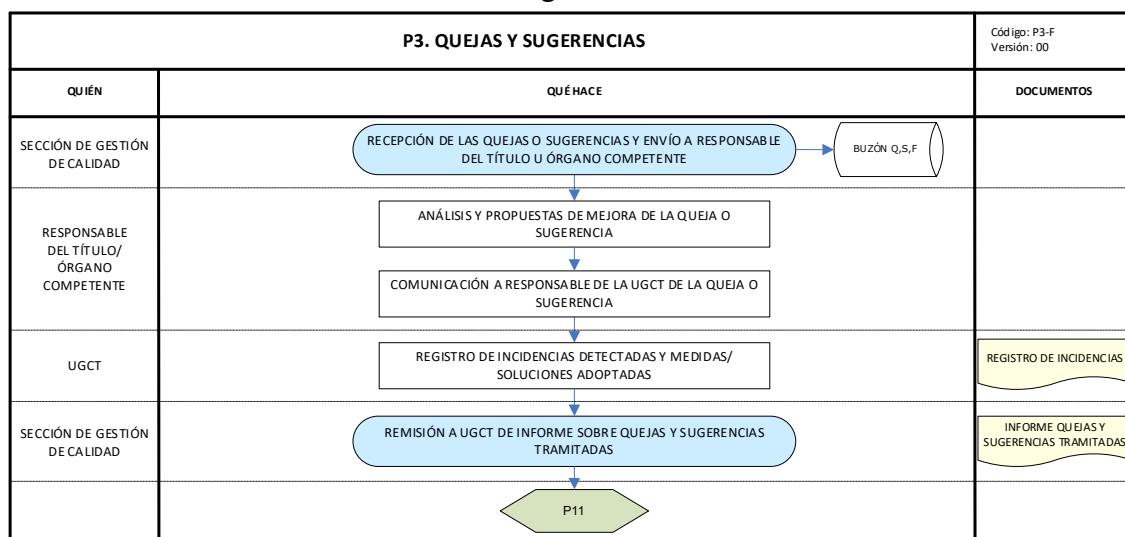 P3. QUEJAS Y SUGERENCIAS
Código: P3-F
Versión: 00
QUIÉN
QUÉ HACE
DOCUMENTOS
SECCIÓN DE GESTIÓN
DE CALIDAD
RECEPCIÓN DE LAS QUEJAS O SUGERENCIAS Y ENVÍO A RESPONSABLE
DEL TÍTULO U ÓRGANO COMPETENTE
BUZÓN Q,S,F
RESPONSABLE
DEL TÍTULO/
ÓRGANO
COMPETENTE
ANÁLISIS Y PROPUESTAS DE MEJORA DE LA QUEJA O
SUGERENCIA
COMUNICACIÓN A RESPONSABLE DE LA UGCT DE LA QUEJA O
SUGERENCIA
UGCT
REGISTRO DE INCIDENCIAS DETECTADAS Y MEDIDAS/
SOLUCIONES ADOPTADAS
REGISTRO DE INCIDENCIAS
SECCIÓN DE GESTIÓN
DE CALIDAD
REMISIÓN A UGCT DE INFORME SOBRE QUEJAS Y SUGERENCIAS
TRAMITADAS
INFORME QUEJAS Y
SUGERENCIAS TRAMITADAS
P11